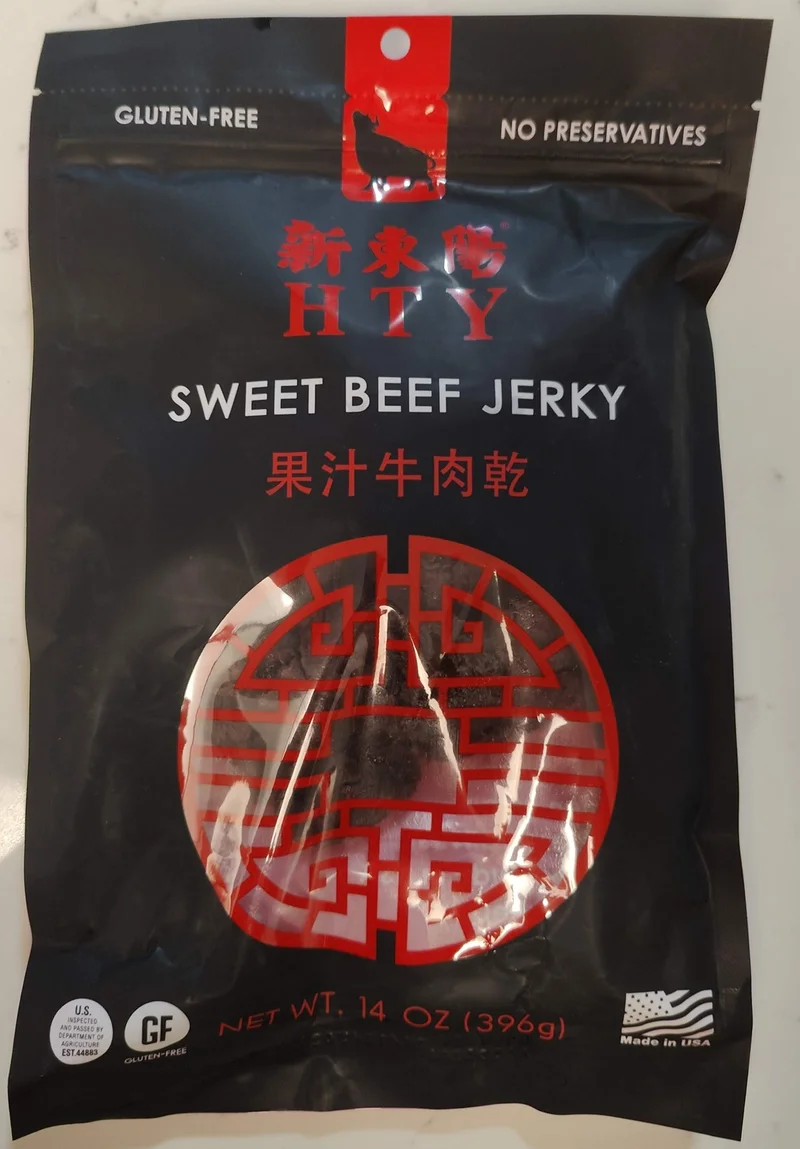 GLUTEN-FREE
NO PRESERVATIVES
新東陽
HTY
SWEET BEEF JERKY
果汁牛肉乾
NET WT. 14 OZ (396g)
U.S.
INSPECTED
AND PASSED BY
DEPARTMENT OF
AGRICULTURE
EST.44883
GF
GLUTEN-FREE
Made in USA